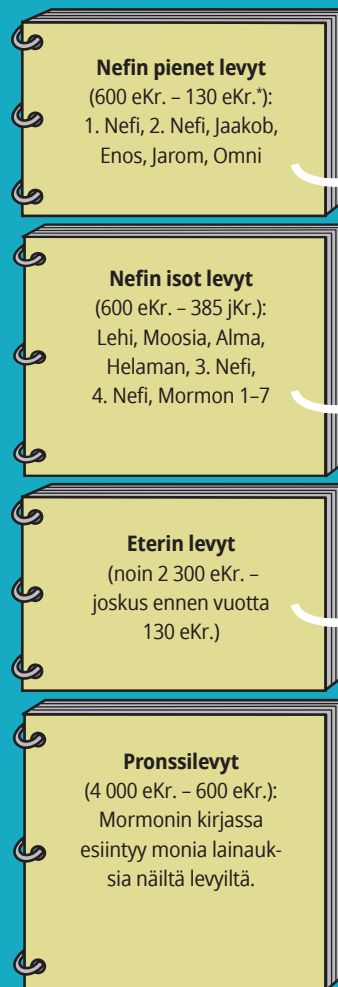 Nefin pienet levyt
(600 eKr. – 130 eKr.*):
1. Nefi, 2. Nefi, Jaakob,
Enos, Jarom, Omni
Nefin isot levyt
(600 eKr. – 385 jKr.):
Lehi, Moosia, Alma,
Helaman, 3. Nefi,
4. Nefi, Mormon 1–7
Eterin levyt
(noin 2 300 eKr. –
joskus ennen vuotta
130 eKr.)
Pronssilevyt
(4 000 eKr. – 600 eKr.):
Mormonin kirjassa
esiintyy monia lainauk-
sia näiltä levyiltä.